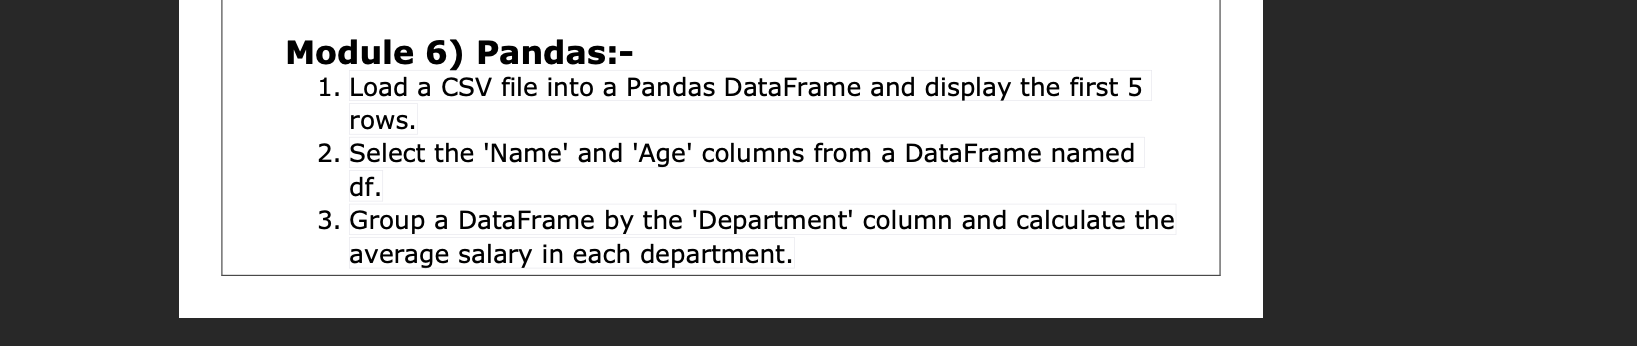 Module 6) Pandas:-
1. Load a CSV file into a Pandas DataFrame and display the first 5
rows.
2. Select the 'Name' and 'Age' columns from a DataFrame named
df.
3. Group a DataFrame by the 'Department' column and calculate the
average salary in each department.